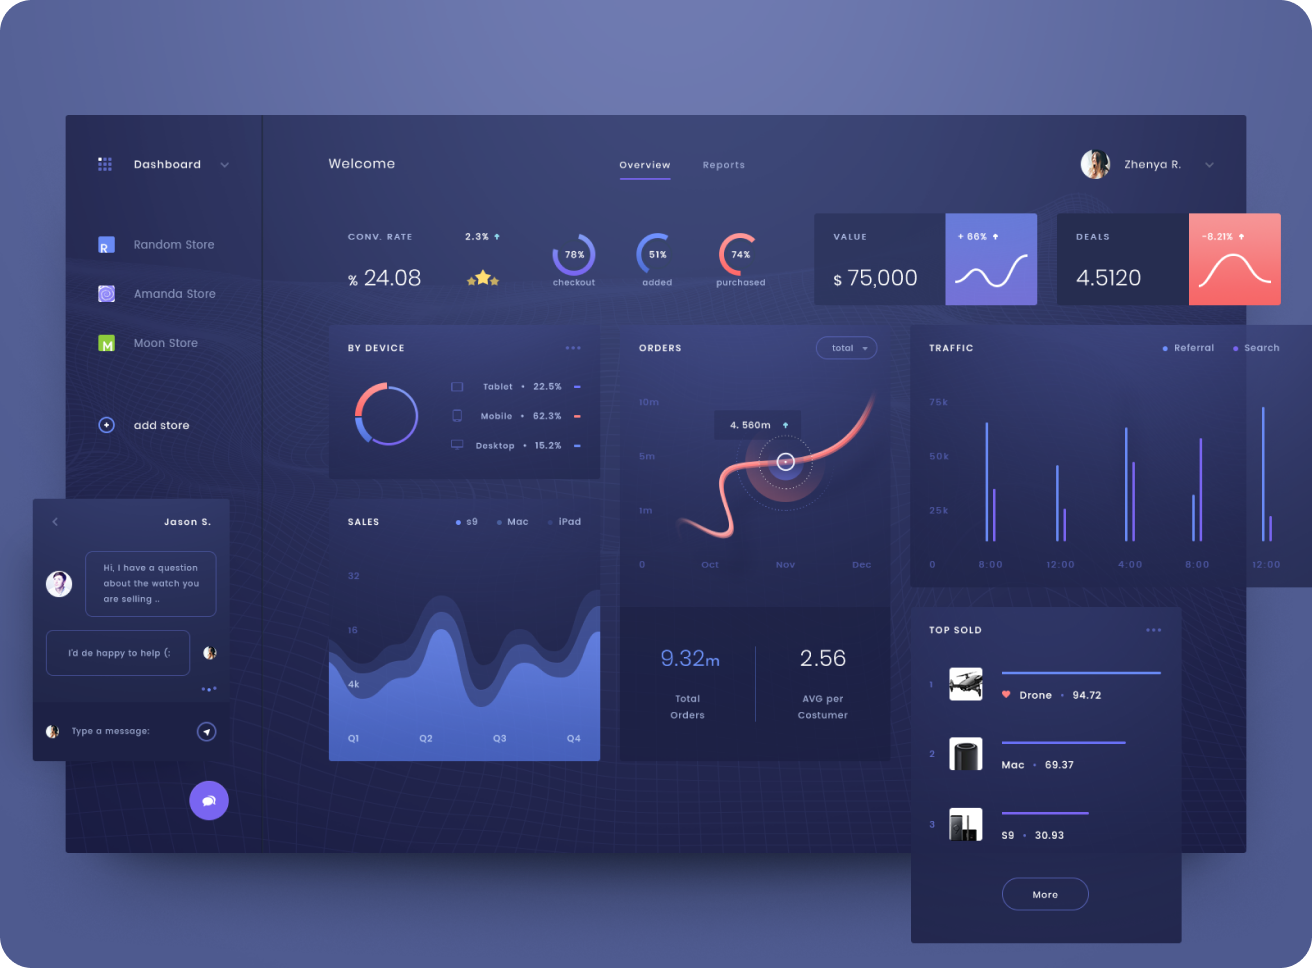 Dashboard
Welcome
Overview
Reports
Zhenya R.
R
Random Store
Amanda Store
M
Moon Store
add store
CONV. RATE
2.3%
% 24.08
78%
checkout
51%
added
74%
purchased
VALUE
+ 66%
$ 75,000
DEALS
-8.21%
4.5120
BY DEVICE
Tablet • 22.5%
Mobile • 62.3%
Desktop • 15.2%
ORDERS
total
10m
4. 560m
5m
1m
0 Oct Nov Dec
9.32m
Total
Orders
2.56
AVG per
Costumer
TRAFFIC
Referral
Search
75k
50k
25k
0 8:00 12:00 4:00 8:00 12:00
Jason S.
Hi, I have a question
about the watch you
are selling ..
I'd de happy to help (:
Type a message:
SALES
s9
Mac
iPad
32
16
4k
Q1 Q2 Q3 Q4
TOP SOLD
1
Drone • 94.72
2
Mac • 69.37
3
S9 • 30.93
More